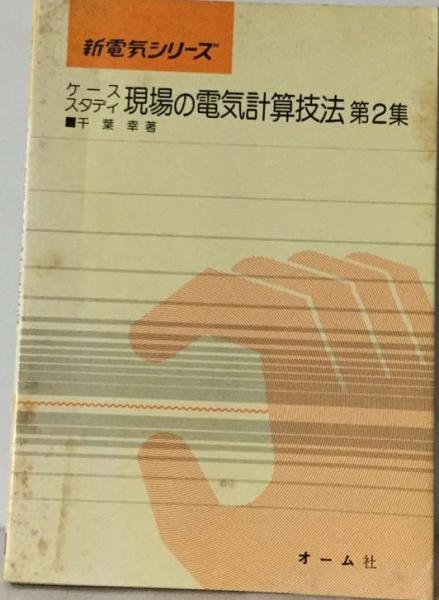 新電気シリーズ
ケーススタディ 現場の電気計算技法 第2集
■千葉 幸著
オーム社